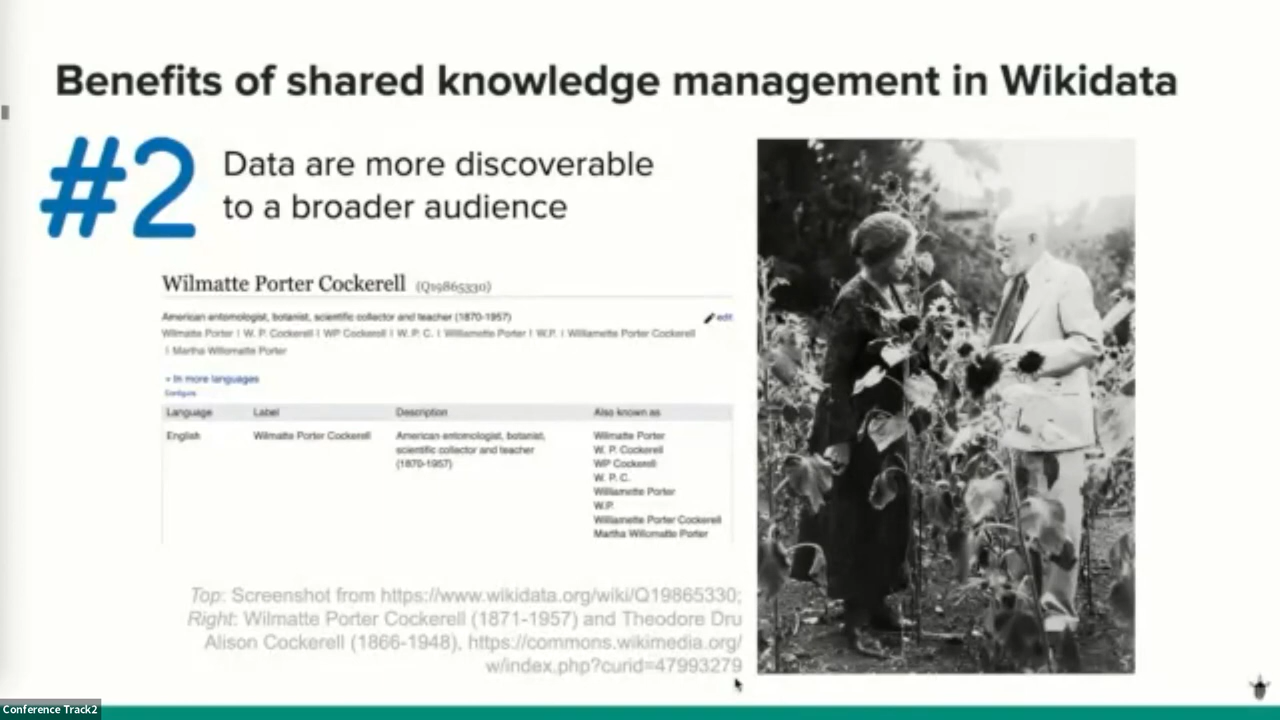 Benefits of shared knowledge management in Wikidata
#2
Data are more discoverable
to a broader audience
Wilmatte Porter Cockerell (Q19865330)
American entomologist, botanist, scientific collector and teacher (1870-1957)
edit
Wilmatte Porter | W. P. Cockerell | WP Cockerell | W. P. C. | Williamette Porter | W.P. | Williamette Porter Cockerell
| Martha Willomatte Porter
In more languages
Configure
Language Label Description Also known as
English Wilmatte Porter Cockerell American entomologist, botanist, Wilmatte Porter
scientific collector and teacher W. P. Cockerell
(1870-1957) WP Cockerell
W. P. C.
Williamette Porter
W.P.
Williamette Porter Cockerell
Martha Willomatte Porter
Top: Screenshot from https://www.wikidata.org/wiki/Q19865330;
Right: Wilmatte Porter Cockerell (1871-1957) and Theodore Dru
Alison Cockerell (1866-1948), https://commons.wikimedia.org/
w/index.php?curid=47993279
Conference Track2